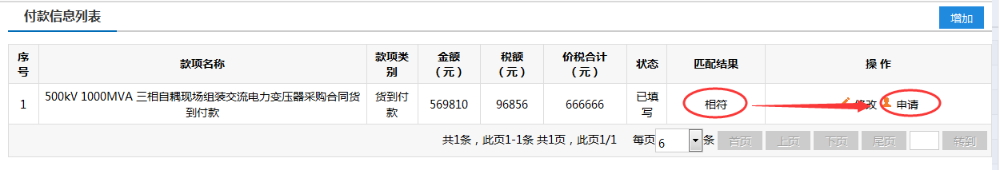 付款信息列表
增加
序号 款项名称 款项类别 金额（元） 税额（元） 价税合计（元） 状态 匹配结果 操 作
1 500kV 1000MVA 三相自耦现场组装交流电力变压器采购合同货到付款 货到付款 569810 96856 666666 已填写 相符 修改 申请
共1条，此页1-1条 共1页，此页1/1 每页 6 条 首页 上页 下页 尾页 转到